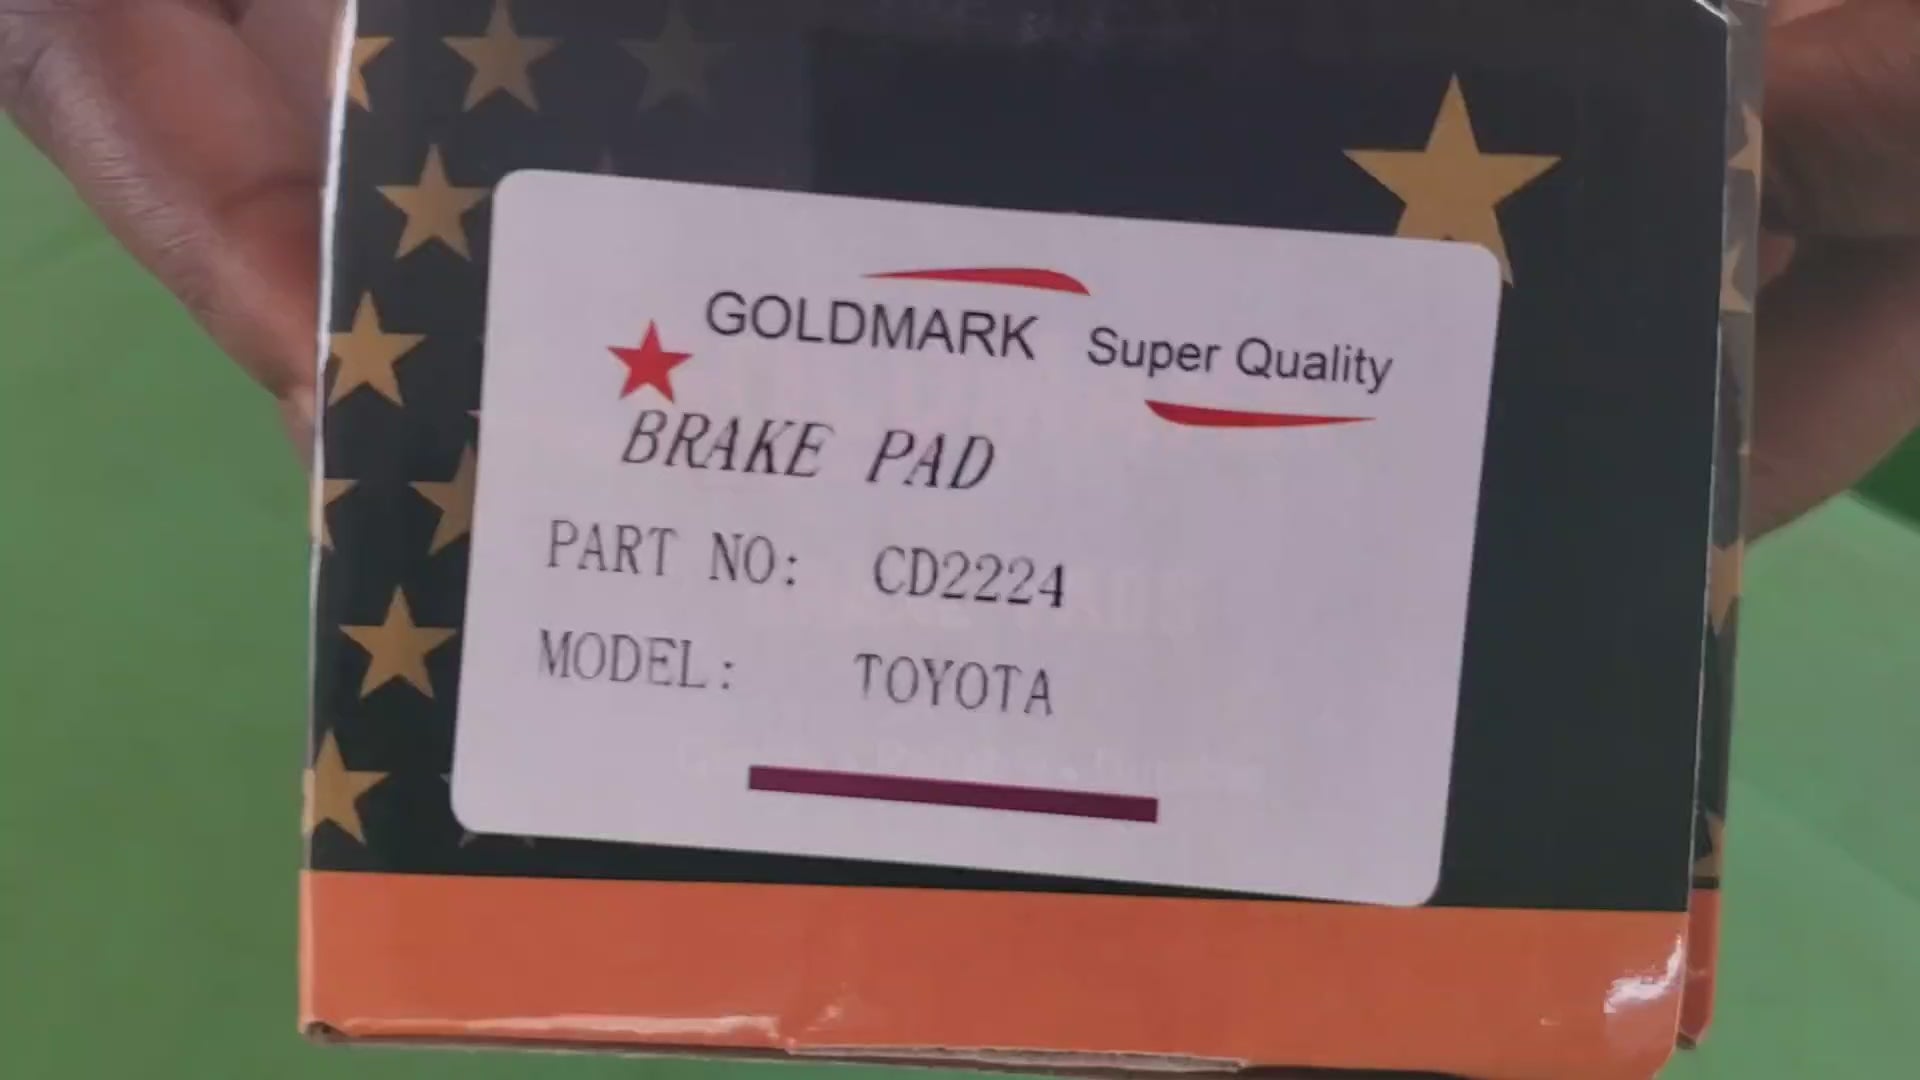 GOLDMARK Super Quality
BRAKE PAD
PART NO: CD2224
MODEL: TOYOTA